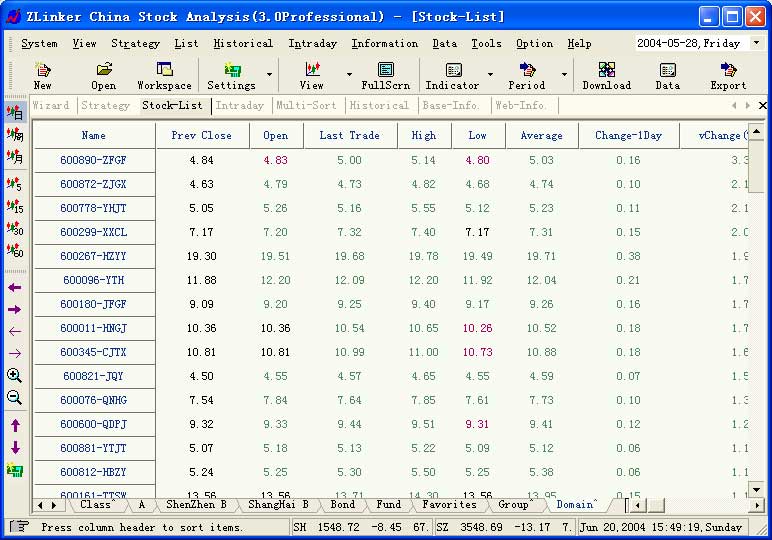 ZLinker China Stock Analysis(3.0Professional) - [Stock-List]
System View Strategy List Historical Intraday Information Data Tools Option Help 2004-05-28,Friday
New Open Workspace Settings View FullScrn Indicator Period Download Data Export
Wizard Strategy Stock-List Intraday Multi-Sort Historical Base-Info. Web-Info.
日
周
月
5
15
30
60
Name Prev Close Open Last Trade High Low Average Change-1Day vChange(
600890-ZFGF 4.84 4.83 5.00 5.14 4.80 5.03 0.16 3.3
600872-ZJGX 4.63 4.79 4.73 4.82 4.68 4.74 0.10 2.1
600778-YHJT 5.05 5.26 5.16 5.55 5.12 5.23 0.11 2.1
600299-XXCL 7.17 7.20 7.32 7.40 7.17 7.31 0.15 2.0
600267-HZYY 19.30 19.51 19.68 19.78 19.49 19.71 0.38 1.9
600096-YTH 11.88 12.20 12.09 12.20 11.92 12.04 0.21 1.7
600180-JFGF 9.09 9.20 9.25 9.40 9.17 9.26 0.16 1.7
600011-HNGJ 10.36 10.36 10.54 10.65 10.26 10.52 0.18 1.7
600345-CJTX 10.81 10.81 10.99 11.00 10.73 10.88 0.18 1.6
600821-JQY 4.50 4.55 4.57 4.65 4.55 4.59 0.07 1.5
600076-QNHG 7.54 7.84 7.64 7.85 7.61 7.73 0.10 1.3
600600-QDPJ 9.32 9.33 9.44 9.51 9.31 9.41 0.12 1.2
600881-YTJT 5.07 5.18 5.13 5.22 5.09 5.12 0.06 1.1
600812-HBZY 5.24 5.25 5.30 5.50 5.25 5.38 0.06 1.1
600161-TTSW 13.56 13.56 13.71 14.30 13.56 13.95 0.15 1.1
Class^ A ShenZhen B ShangHai B Bond Fund Favorites Group^ Domain^
Press column header to sort items. SH 1548.72 -8.45 67. SZ 3548.69 -13.17 7. Jun 20,2004 15:49:19,Sunday